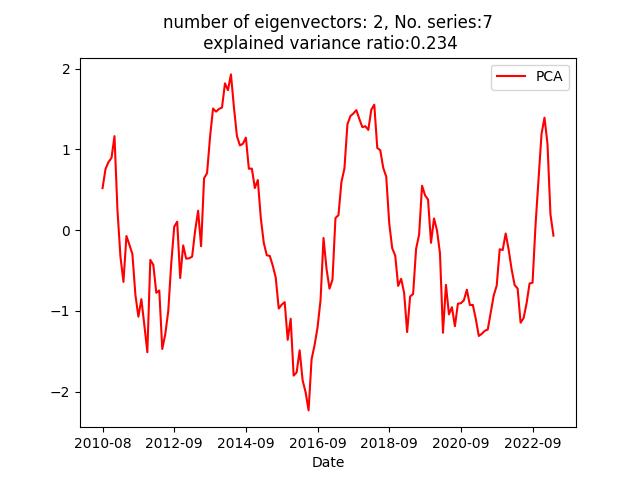 number of eigenvectors: 2, No. series:7
explained variance ratio:0.234
PCA
2
1
0
−1
−2
2010-08 2012-09 2014-09 2016-09 2018-09 2020-09 2022-09
Date